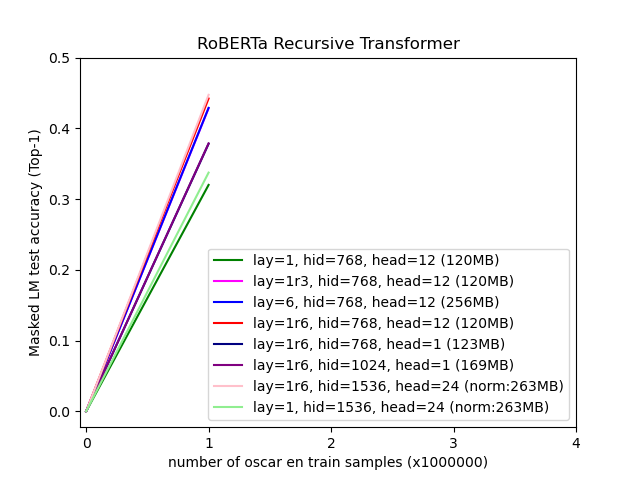 RoBERTa Recursive Transformer
Masked LM test accuracy (Top-1)
0.5
0.4
0.3
0.2
0.1
0.0
lay=1, hid=768, head=12 (120MB)
lay=1r3, hid=768, head=12 (120MB)
lay=6, hid=768, head=12 (256MB)
lay=1r6, hid=768, head=12 (120MB)
lay=1r6, hid=768, head=1 (123MB)
lay=1r6, hid=1024, head=1 (169MB)
lay=1r6, hid=1536, head=24 (norm:263MB)
lay=1, hid=1536, head=24 (norm:263MB)
0 1 2 3 4
number of oscar en train samples (x1000000)